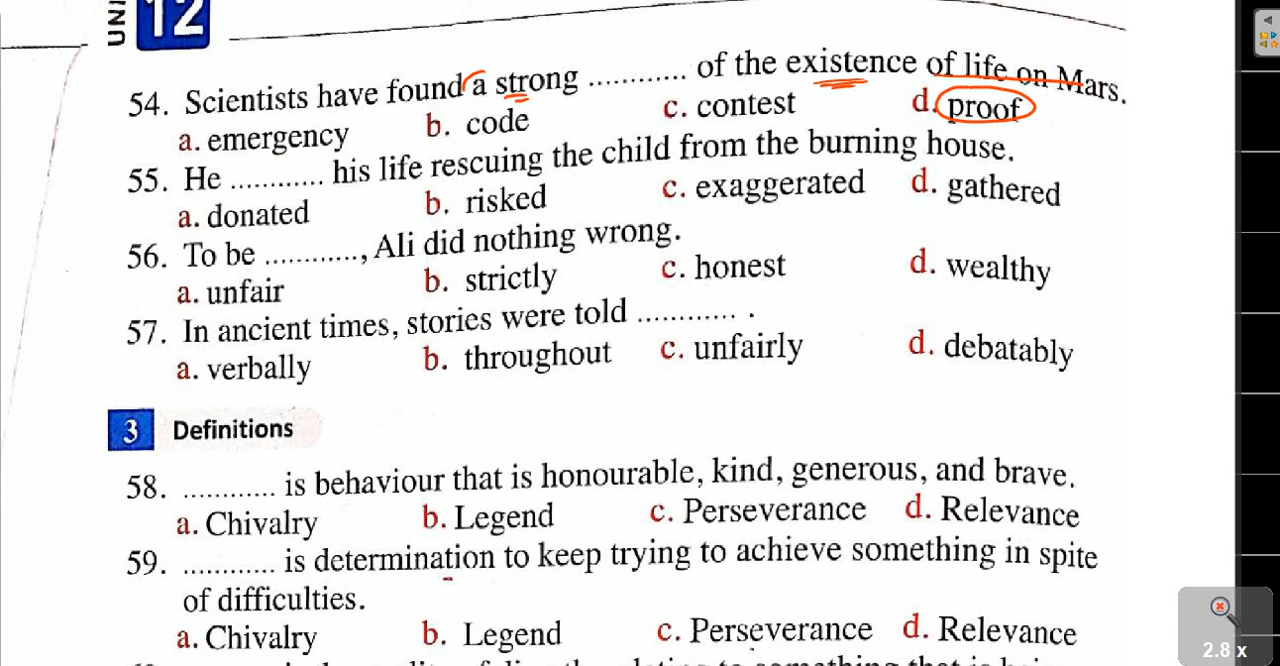 12
54. Scientists have found a strong ............ of the existence of life on Mars.
a. emergency b. code c. contest d. proof
55. He ............ his life rescuing the child from the burning house.
a. donated b. risked c. exaggerated d. gathered
56. To be ............, Ali did nothing wrong.
a. unfair b. strictly c. honest d. wealthy
57. In ancient times, stories were told ............ .
a. verbally b. throughout c. unfairly d. debatably
3 Definitions
58. ............ is behaviour that is honourable, kind, generous, and brave.
a. Chivalry b. Legend c. Perseverance d. Relevance
59. ............ is determination to keep trying to achieve something in spite
of difficulties.
a. Chivalry b. Legend c. Perseverance d. Relevance
2.8 x